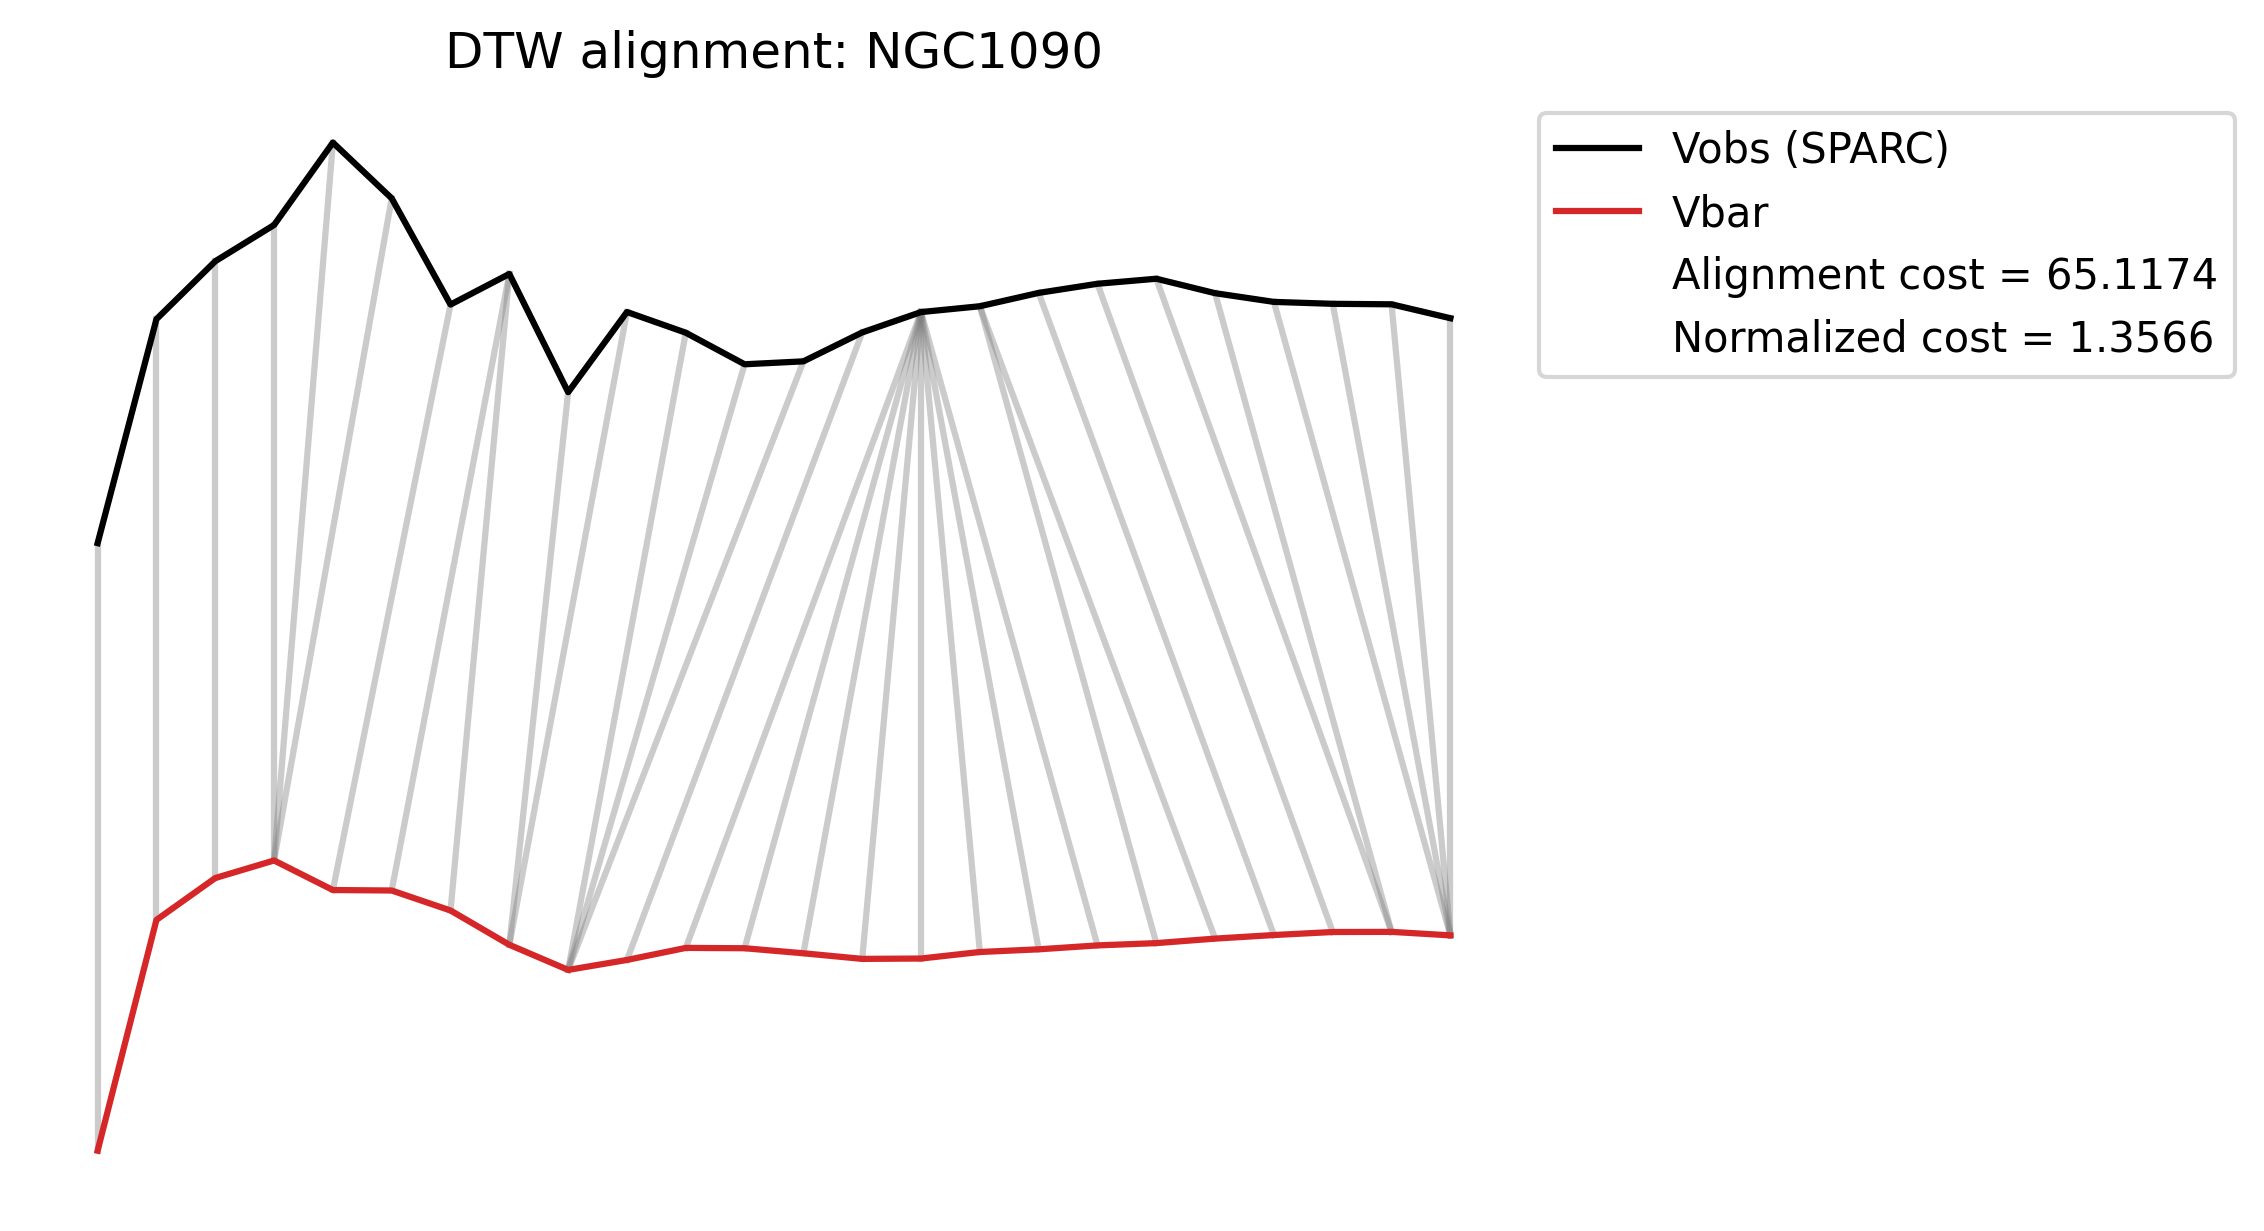 DTW alignment: NGC1090
Vobs (SPARC)
Vbar
Alignment cost = 65.1174
Normalized cost = 1.3566